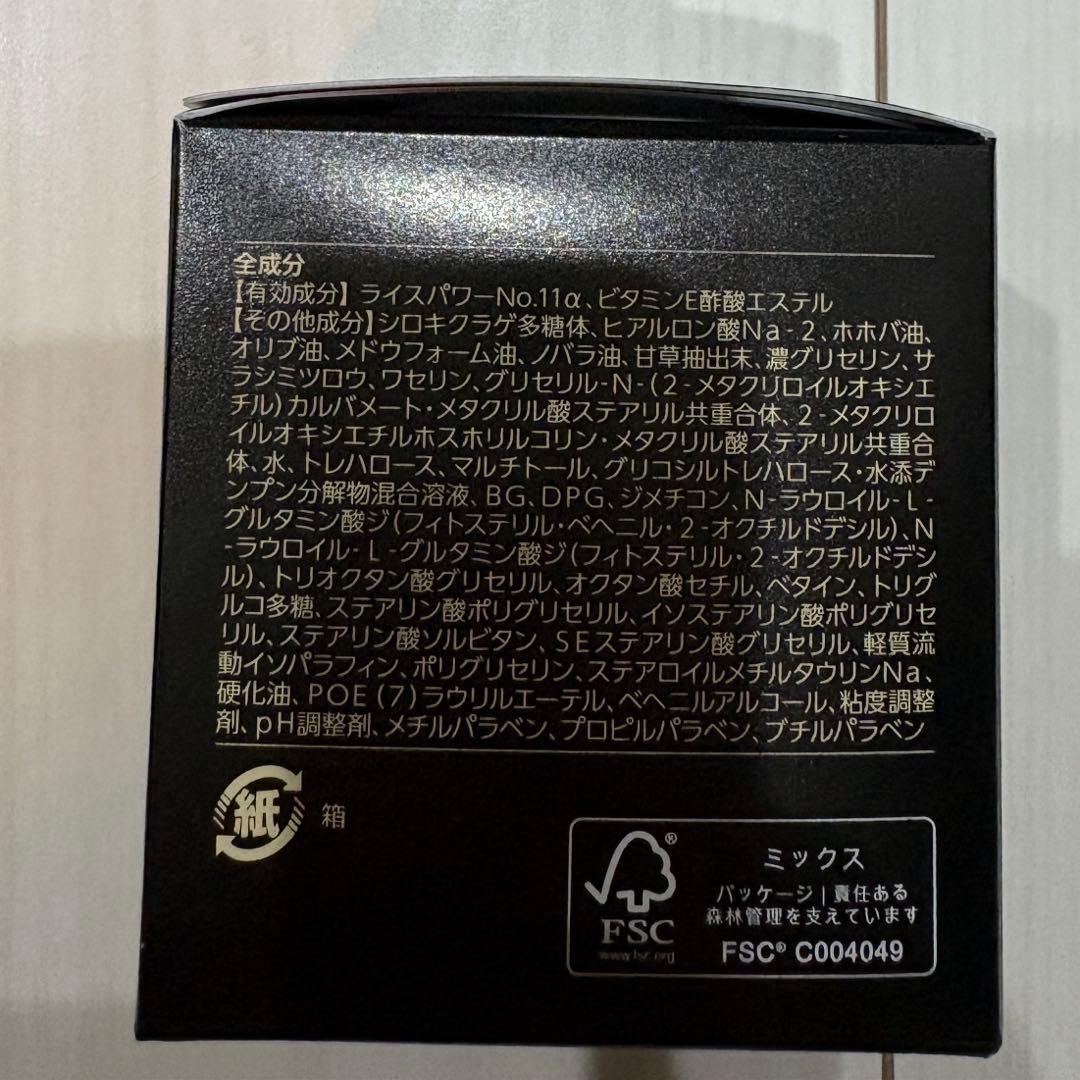 全成分
【有効成分】ライスパワーNo.11α、ビタミンE酢酸エステル
【その他成分】シロキクラゲ多糖体、ヒアルロン酸Na-2、ホホバ油、
オリブ油、メドウフォーム油、ノバラ油、甘草抽出末、濃グリセリン、サ
ラシミツロウ、ワセリン、グリセリル-N-(2-メタクリロイルオキシエ
チル)カルバメート・メタクリル酸ステアリル共重合体、2-メタクリロ
イルオキシエチルホスホリルコリン・メタクリル酸ステアリル共重合
体、水、トレハロース、マルチトール、グリコシルトレハロース・水添デ
ンプン分解物混合溶液、BG、DPG、ジメチコン、N-ラウロイル-L-
グルタミン酸ジ(フィトステリル・ベヘニル・2-オクチルドデシル)、N
-ラウロイル-L-グルタミン酸ジ(フィトステリル・2-オクチルドデシ
ル)、トリオクタン酸グリセリル、オクタン酸セチル、ベタイン、トリグ
ルコ多糖、ステアリン酸ポリグリセリル、イソステアリン酸ポリグリセ
リル、ステアリン酸ソルビタン、SEステアリン酸グリセリル、軽質流
動イソパラフィン、ポリグリセリン、ステアロイルメチルタウリンNa、
硬化油、POE(7)ラウリルエーテル、ベヘニルアルコール、粘度調整
剤、pH調整剤、メチルパラベン、プロピルパラベン、ブチルパラベン
紙 箱
FSC®
www.fsc.org
ミックス
パッケージ|責任ある
森林管理を支えています
FSC® C004049